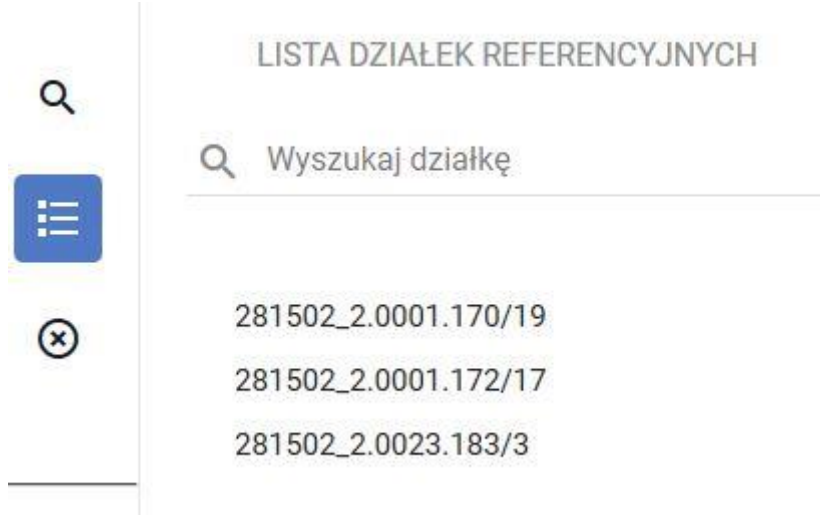 LISTA DZIAŁEK REFERENCYJNYCH
Wyszukaj działkę
281502_2.0001.170/19
281502_2.0001.172/17
281502_2.0023.183/3